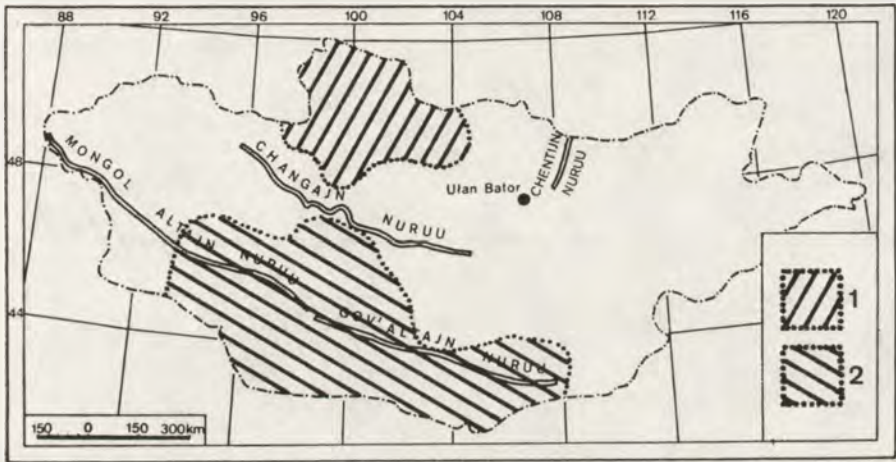 88 92 96 100 104 108 112 116 120
48
44
MONGOL ALTAJN NURUU
CHANGAJN NURUU
Ułan Bator
CHENTIJN NURUU
GOV' ALTAJN NURUU
1
2
150 0 150 300km